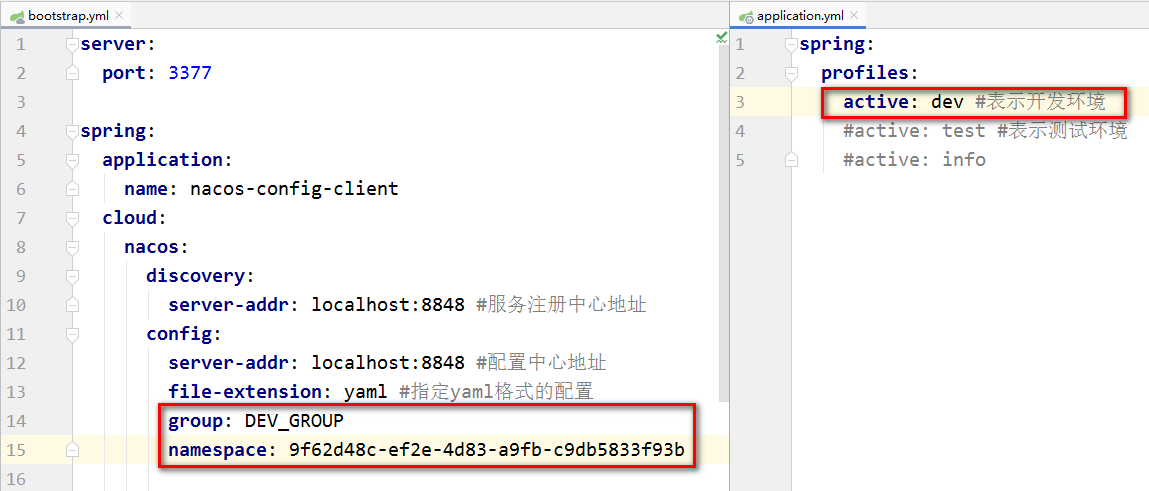 bootstrap.yml
1 server:
2 port: 3377
3
4 spring:
5 application:
6 name: nacos-config-client
7 cloud:
8 nacos:
9 discovery:
10 server-addr: localhost:8848 #服务注册中心地址
11 config:
12 server-addr: localhost:8848 #配置中心地址
13 file-extension: yaml #指定yaml格式的配置
14 group: DEV_GROUP
15 namespace: 9f62d48c-ef2e-4d83-a9fb-c9db5833f93b
16
application.yml
1 spring:
2 profiles:
3 active: dev #表示开发环境
4 #active: test #表示测试环境
5 #active: info